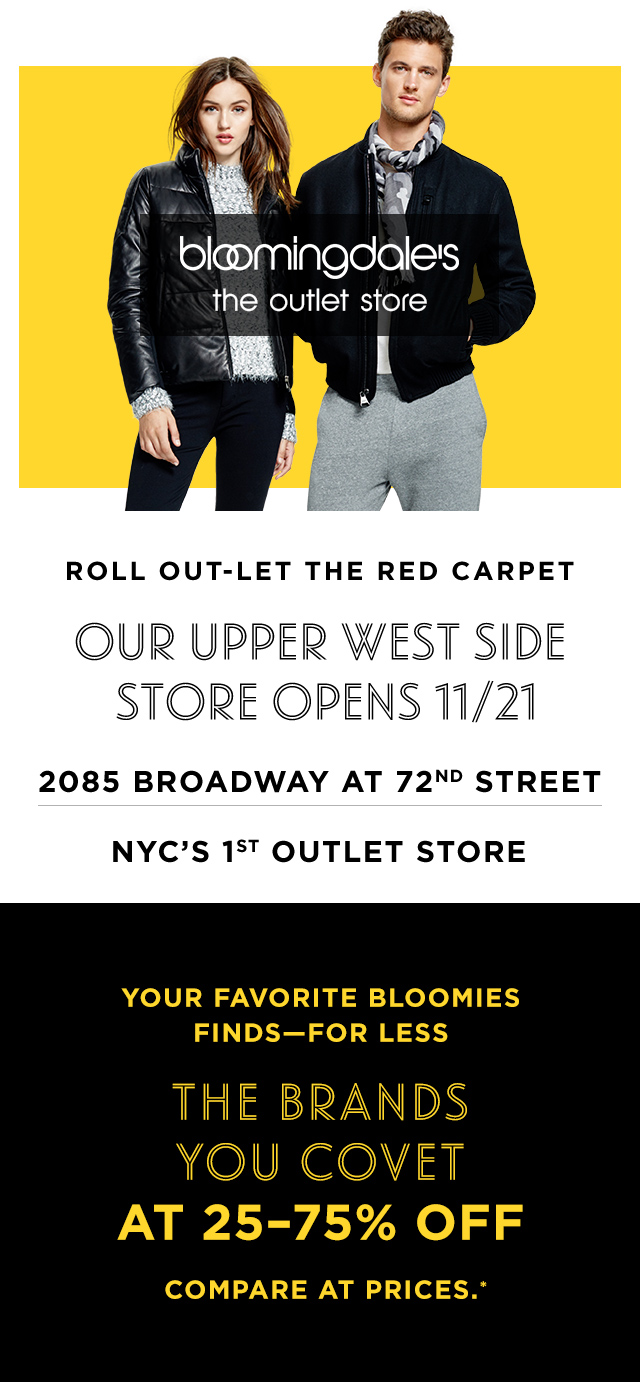 bloomingdale's
the outlet store
ROLL OUT-LET THE RED CARPET
OUR UPPER WEST SIDE
STORE OPENS 11/21
2085 BROADWAY AT 72ND STREET
NYC'S 1ST OUTLET STORE
YOUR FAVORITE BLOOMIES
FINDS—FOR LESS
THE BRANDS
YOU COVET
AT 25–75% OFF
COMPARE AT PRICES.*